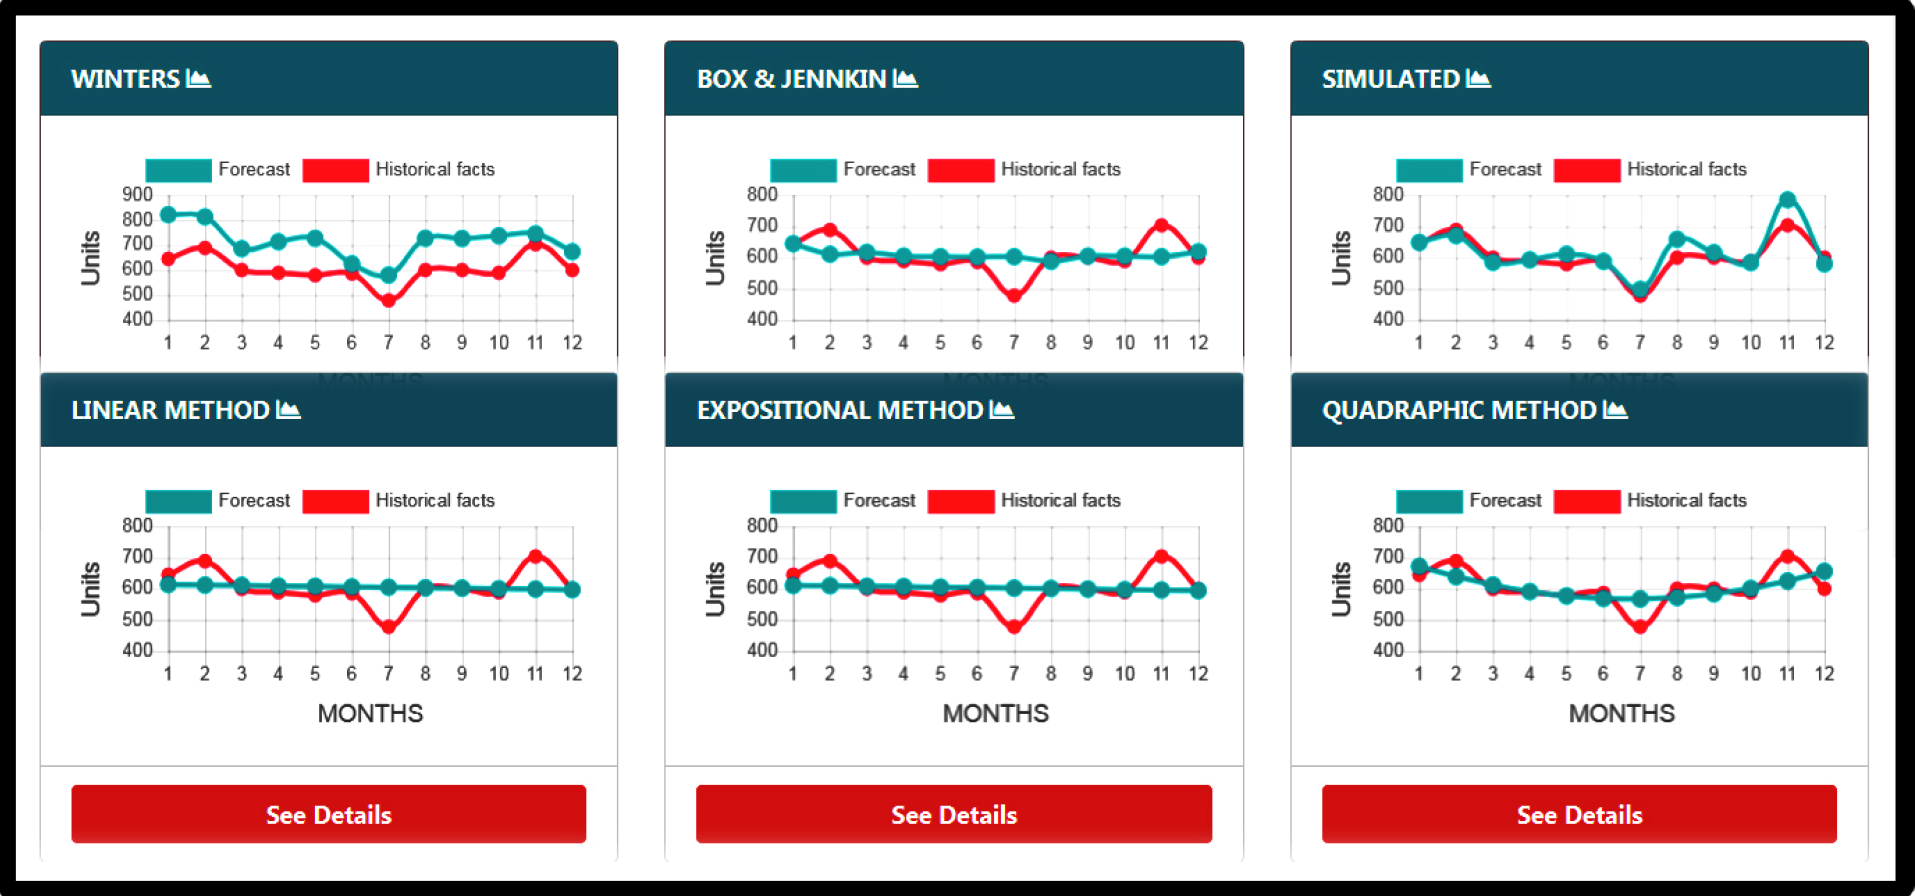 WINTERS
Forecast Historical facts
Units
900
800
700
600
500
400
1 2 3 4 5 6 7 8 9 10 11 12
MONTHS
BOX & JENNKIN
Forecast Historical facts
Units
800
700
600
500
400
1 2 3 4 5 6 7 8 9 10 11 12
MONTHS
SIMULATED
Forecast Historical facts
Units
800
700
600
500
400
1 2 3 4 5 6 7 8 9 10 11 12
MONTHS
LINEAR METHOD
Forecast Historical facts
Units
800
700
600
500
400
1 2 3 4 5 6 7 8 9 10 11 12
MONTHS
See Details
EXPOSITIONAL METHOD
Forecast Historical facts
Units
800
700
600
500
400
1 2 3 4 5 6 7 8 9 10 11 12
MONTHS
See Details
QUADRAPHIC METHOD
Forecast Historical facts
Units
800
700
600
500
400
1 2 3 4 5 6 7 8 9 10 11 12
MONTHS
See Details